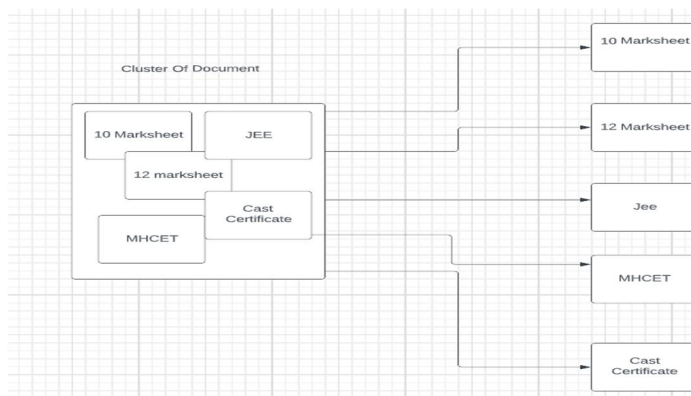 10 Marksheet
Cluster Of Document
10 Marksheet
JEE
12 Marksheet
12 marksheet
Cast
Certificate
Jee
MHCET
MHCET
Cast
Certificate